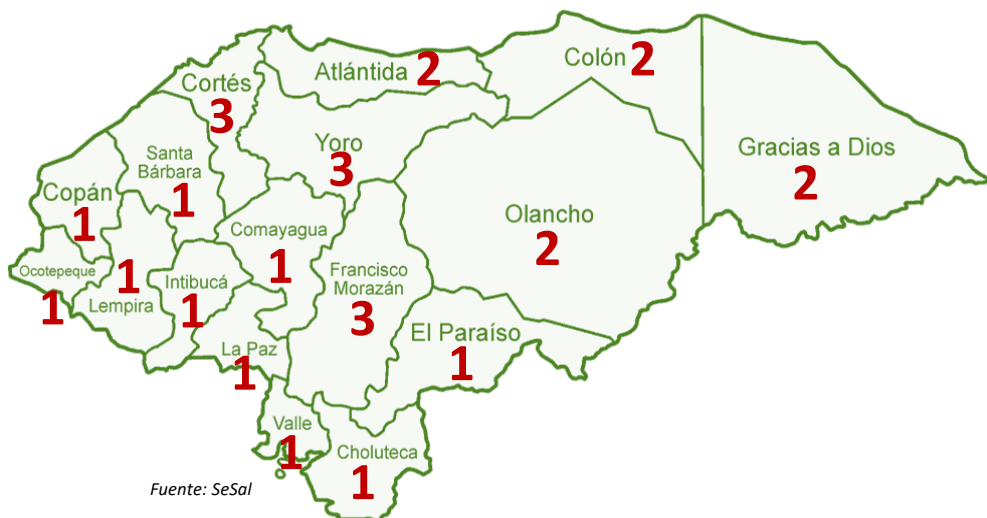 Colón 2
Atlántida 2
Cortés
3
Yoro
3
Gracias a Dios
2
Santa
Bárbara
1
Copán
1
Olancho
2
Comayagua
1
Ocotepeque
1
Lempira
1
Intibucá
1
Francisco
Morazán
3
El Paraíso
1
La Paz
1
Valle
1
Choluteca
1
Fuente: SeSal